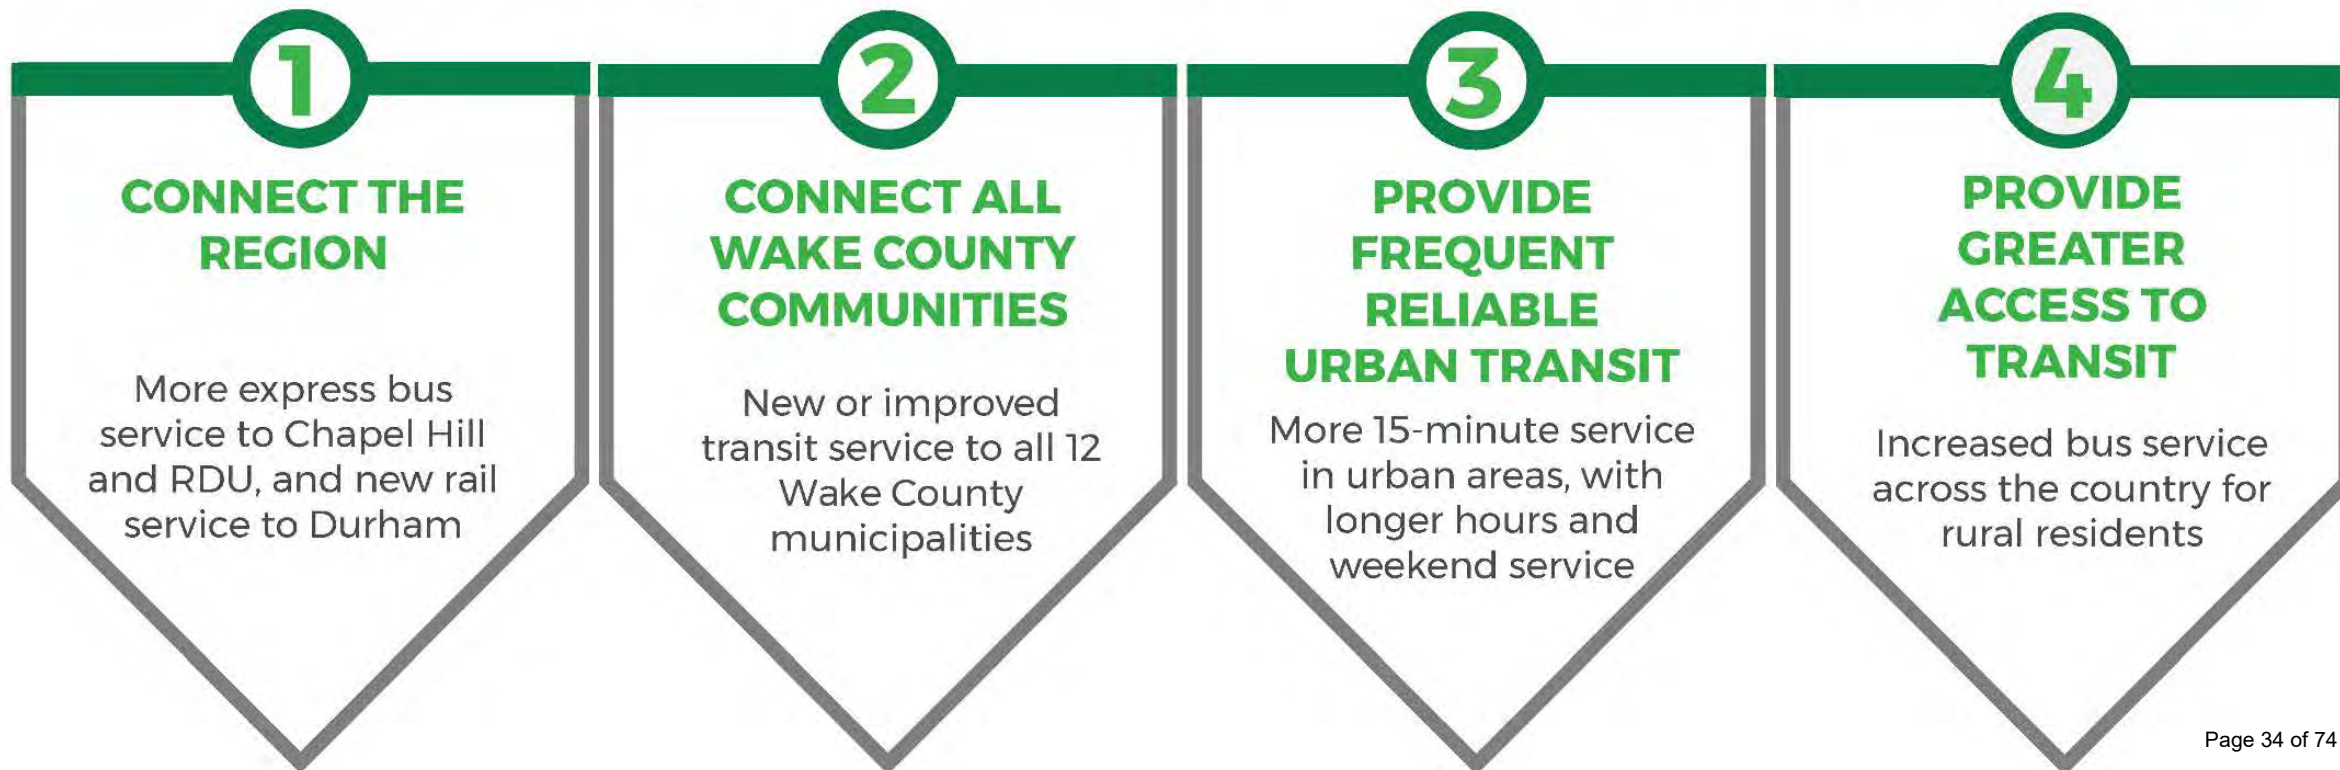 1
CONNECT THE
REGION
More express bus
service to Chapel Hill
and RDU, and new rail
service to Durham
2
CONNECT ALL
WAKE COUNTY
COMMUNITIES
New or improved
transit service to all 12
Wake County
municipalities
3
PROVIDE
FREQUENT
RELIABLE
URBAN TRANSIT
More 15-minute service
in urban areas, with
longer hours and
weekend service
4
PROVIDE
GREATER
ACCESS TO
TRANSIT
Increased bus service
across the country for
rural residents
Page 34 of 74